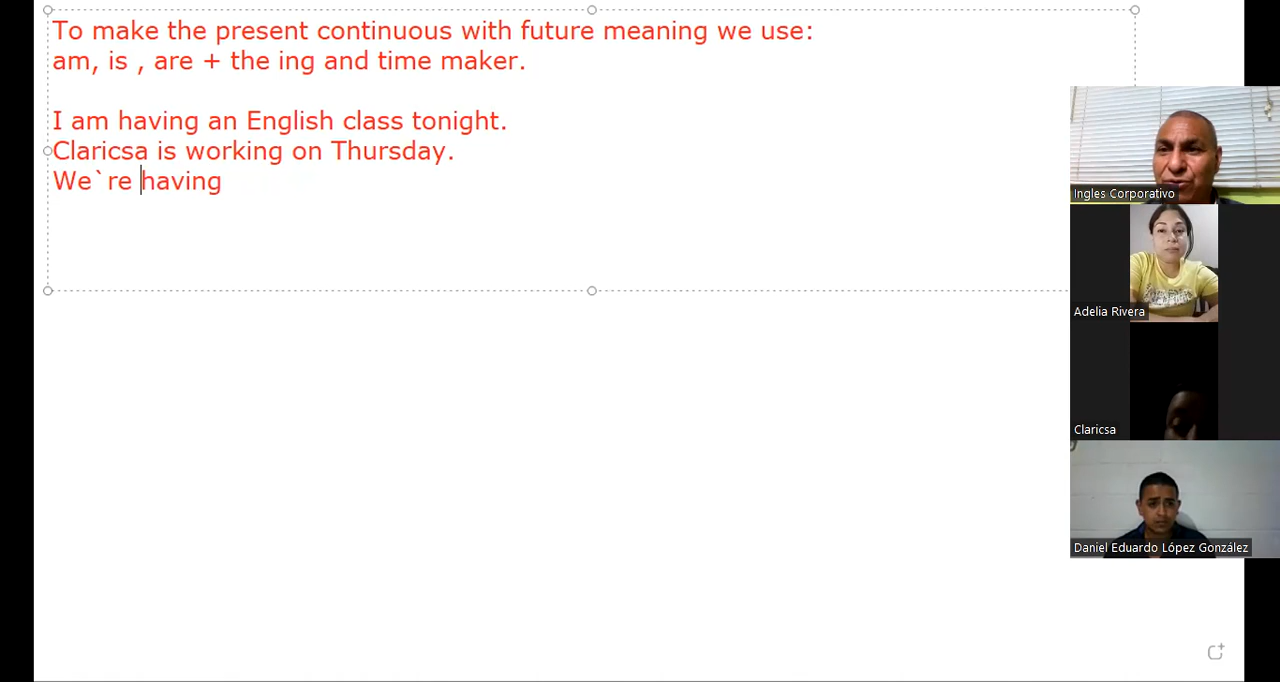 To make the present continuous with future meaning we use:
am, is , are + the ing and time maker.
I am having an English class tonight.
Claricsa is working on Thursday.
We`re having
Ingles Corporativo
Adelia Rivera
Claricsa
Daniel Eduardo López González